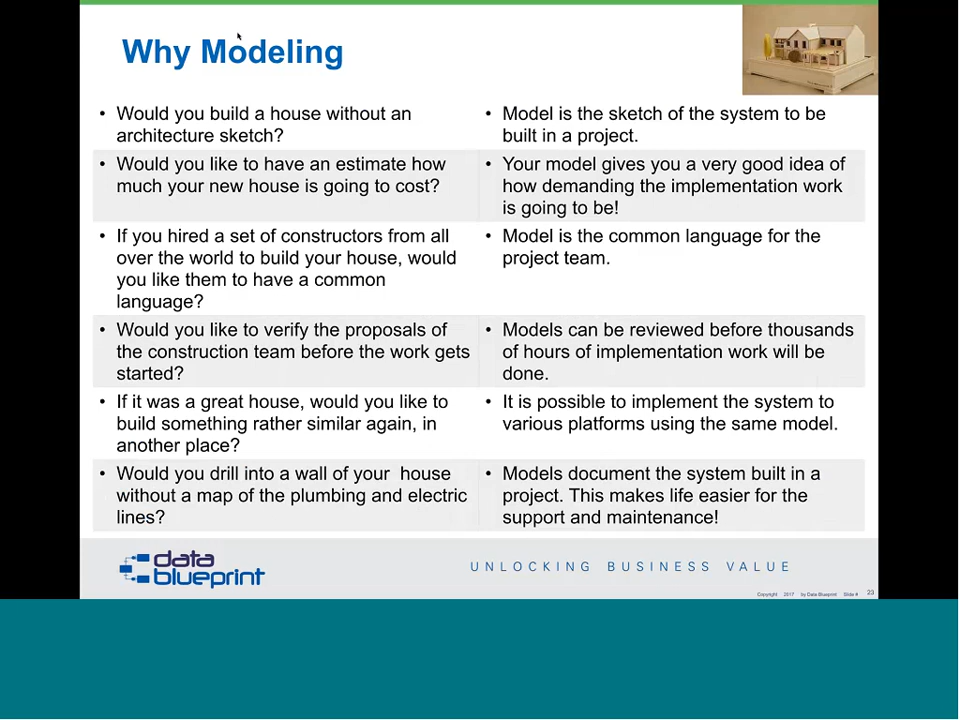 Why Modeling
• Would you build a house without an
architecture sketch?
• Model is the sketch of the system to be
built in a project.
• Would you like to have an estimate how
much your new house is going to cost?
• Your model gives you a very good idea of
how demanding the implementation work
is going to be!
• If you hired a set of constructors from all
over the world to build your house, would
you like them to have a common
language?
• Model is the common language for the
project team.
• Would you like to verify the proposals of
the construction team before the work gets
started?
• Models can be reviewed before thousands
of hours of implementation work will be
done.
• If it was a great house, would you like to
build something rather similar again, in
another place?
• It is possible to implement the system to
various platforms using the same model.
• Would you drill into a wall of your house
without a map of the plumbing and electric
lines?
• Models document the system built in a
project. This makes life easier for the
support and maintenance!
data
blueprint
UNLOCKING BUSINESS VALUE
Copyright 2017 by Data Blueprint Slide # 23